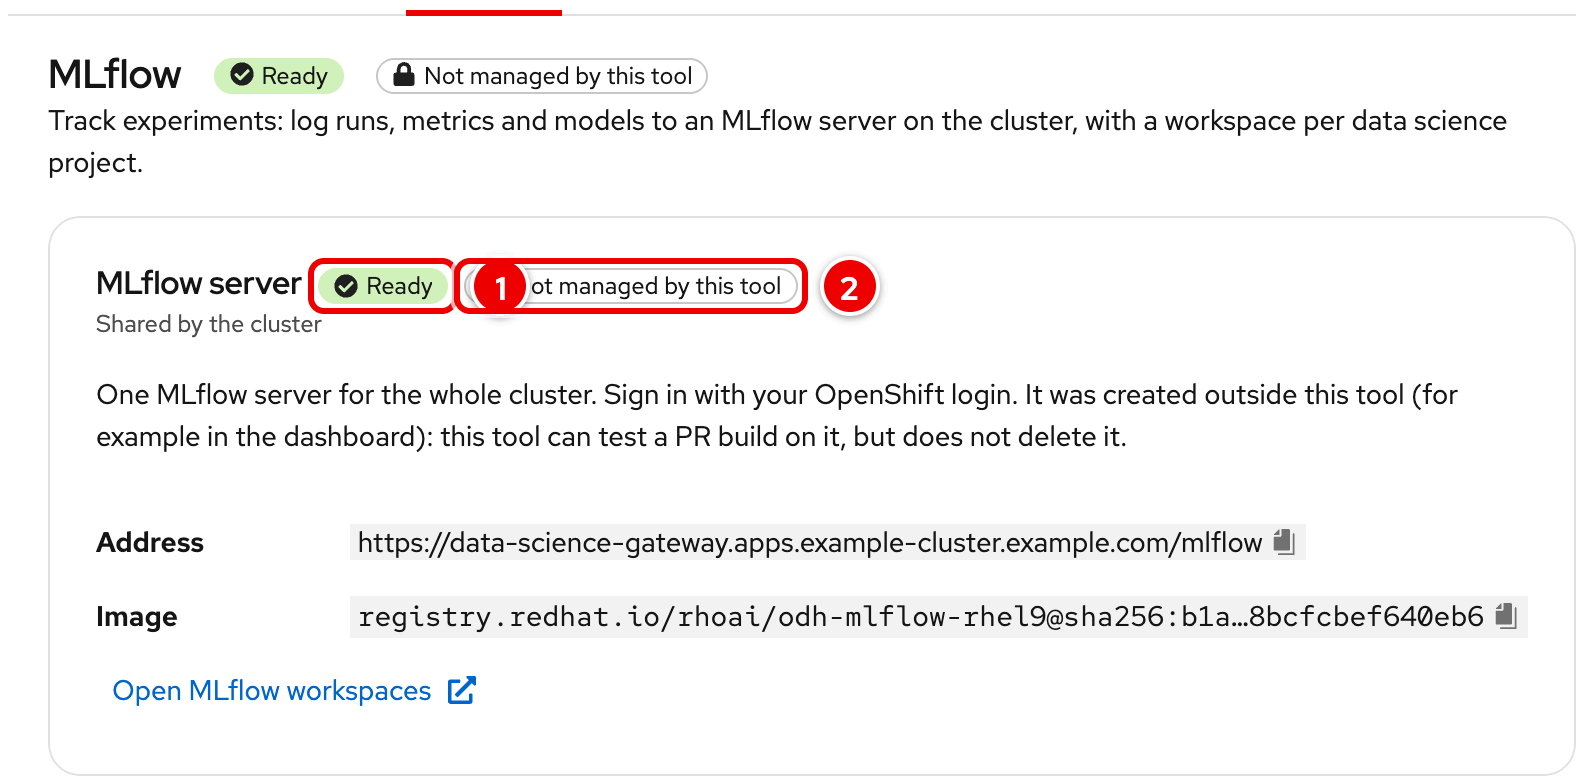 MLflow Ready Not managed by this tool
Track experiments: log runs, metrics and models to an MLflow server on the cluster, with a workspace per data science
project.
MLflow server Ready 1 ot managed by this tool 2
Shared by the cluster
One MLflow server for the whole cluster. Sign in with your OpenShift login. It was created outside this tool (for
example in the dashboard): this tool can test a PR build on it, but does not delete it.
Address https://data-science-gateway.apps.example-cluster.example.com/mlflow
Image registry.redhat.io/rhoai/odh-mlflow-rhel9@sha256:b1a…8bcfcbef640eb6
Open MLflow workspaces